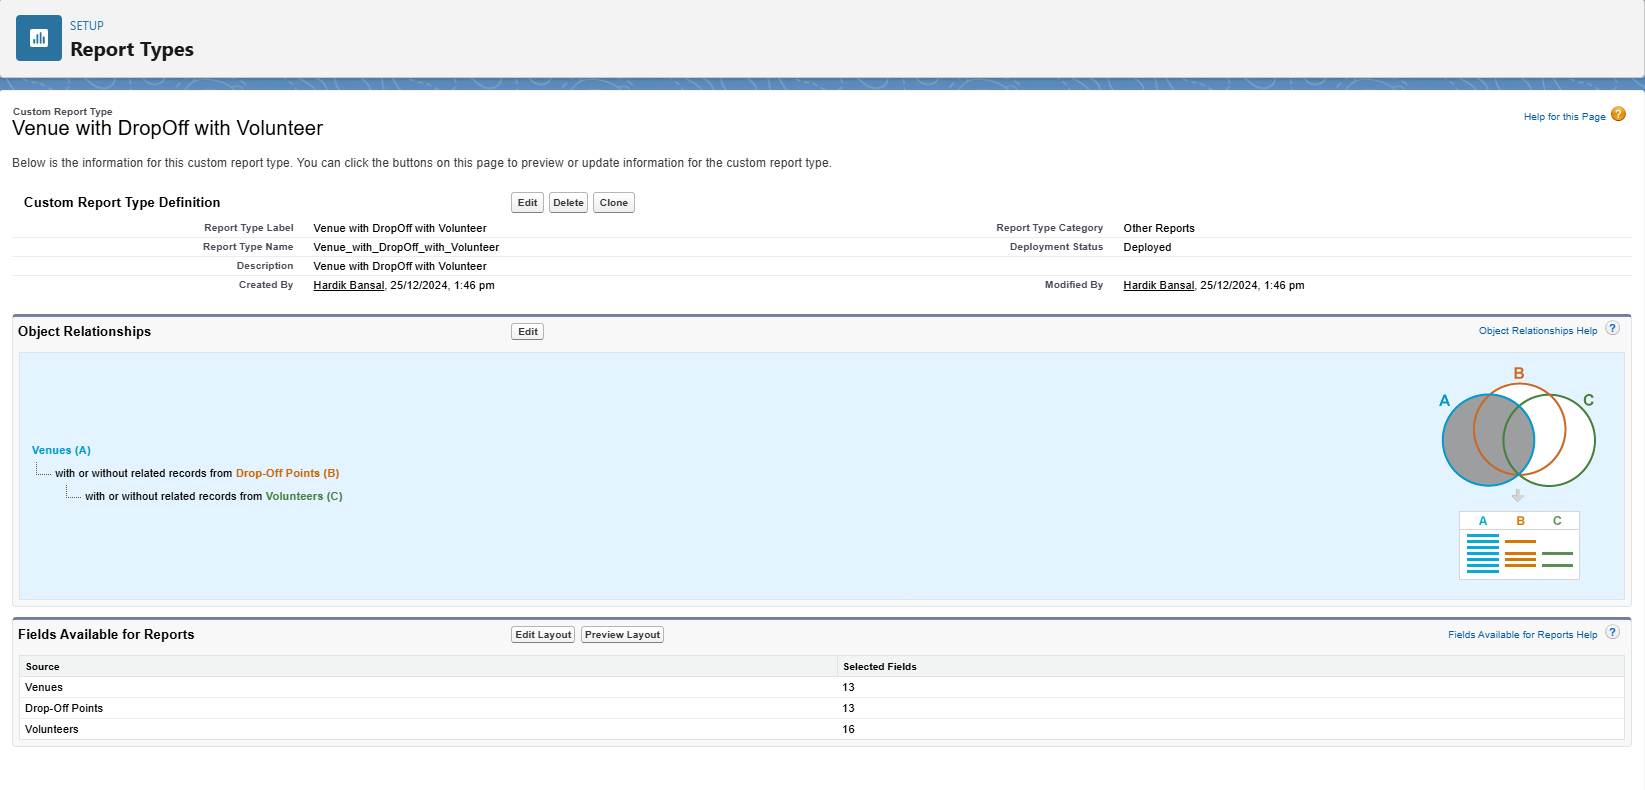 SETUP
Report Types
Custom Report Type
Venue with DropOff with Volunteer
Help for this Page ?
Below is the information for this custom report type. You can click the buttons on this page to preview or update information for the custom report type.
Custom Report Type Definition Edit Delete Clone
Report Type Label Venue with DropOff with Volunteer Report Type Category Other Reports
Report Type Name Venue_with_DropOff_with_Volunteer Deployment Status Deployed
Description Venue with DropOff with Volunteer
Created By Hardik Bansal, 25/12/2024, 1:46 pm Modified By Hardik Bansal, 25/12/2024, 1:46 pm
Object Relationships Edit Object Relationships Help ?
B
A C
Venues (A)
with or without related records from Drop-Off Points (B)
with or without related records from Volunteers (C)
A B C
Fields Available for Reports Edit Layout Preview Layout Fields Available for Reports Help ?
Source Selected Fields
Venues 13
Drop-Off Points 13
Volunteers 16